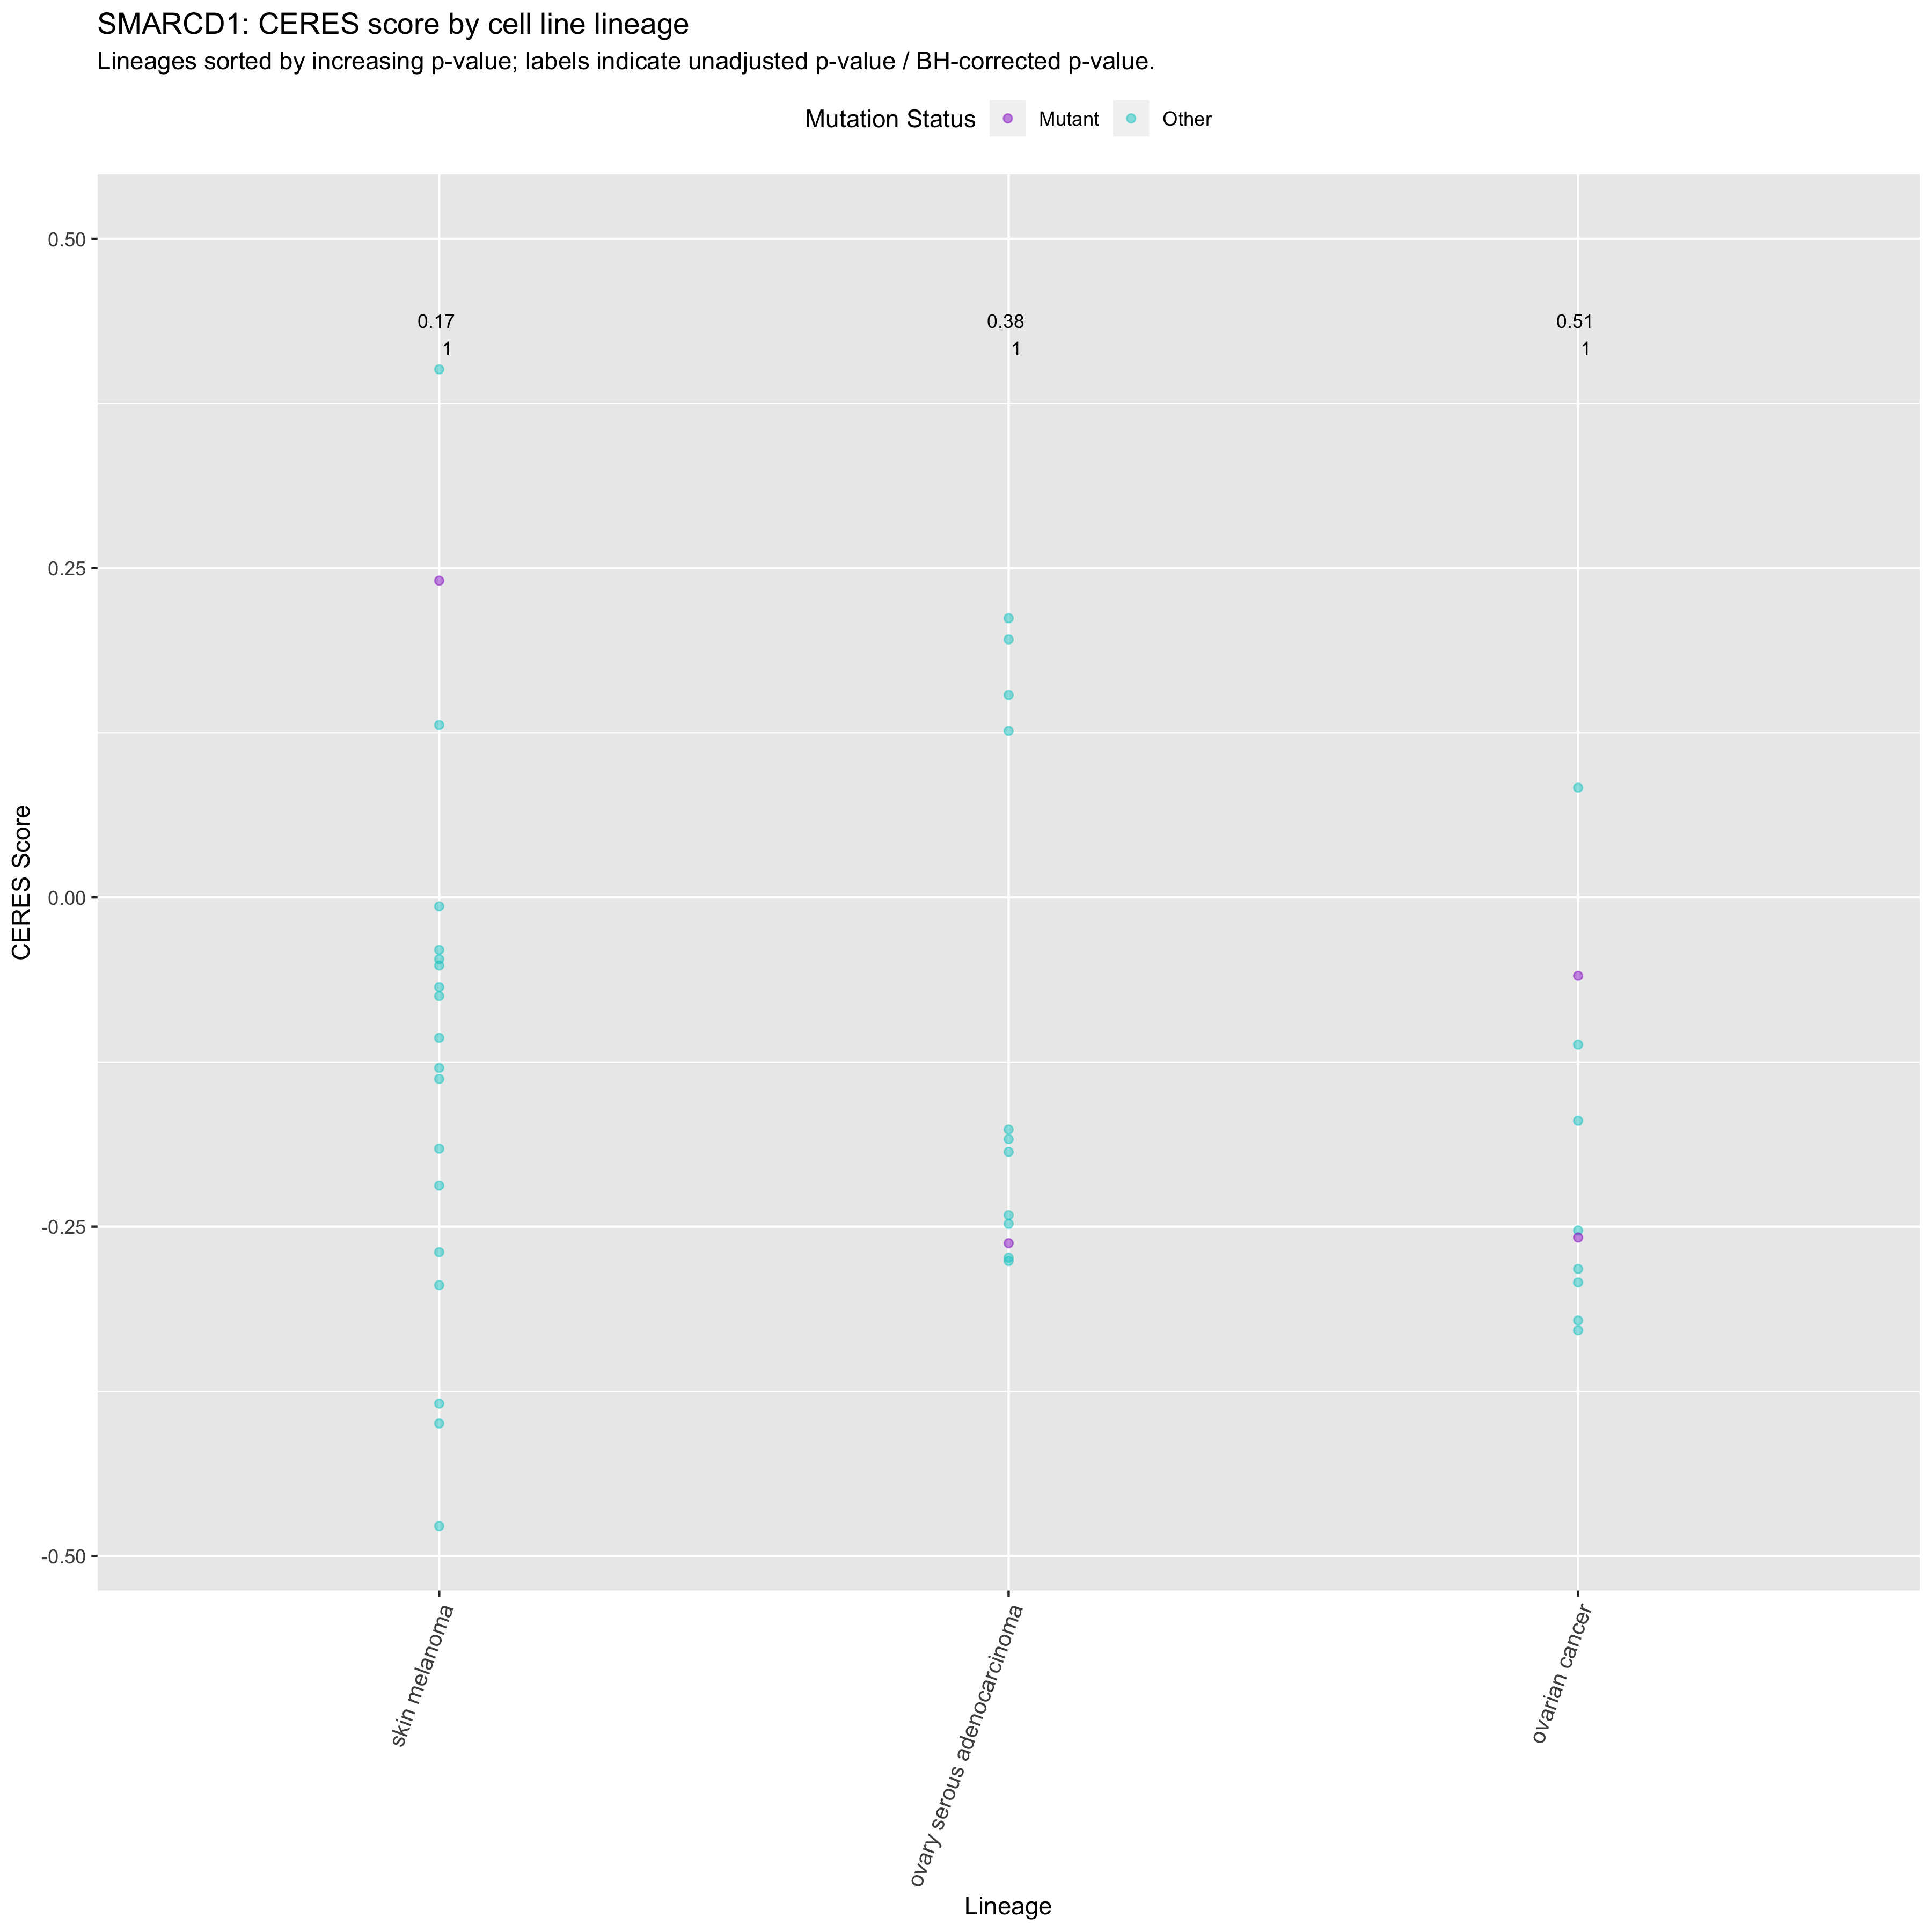 SMARCD1: CERES score by cell line lineage
Lineages sorted by increasing p-value; labels indicate unadjusted p-value / BH-corrected p-value.
Mutation Status Mutant Other
0.50
0.17 0.38 0.51
1 1 1
0.25
0.00
-0.25
-0.50
CERES Score
skin melanoma
ovary serous adenocarcinoma
ovarian cancer
Lineage